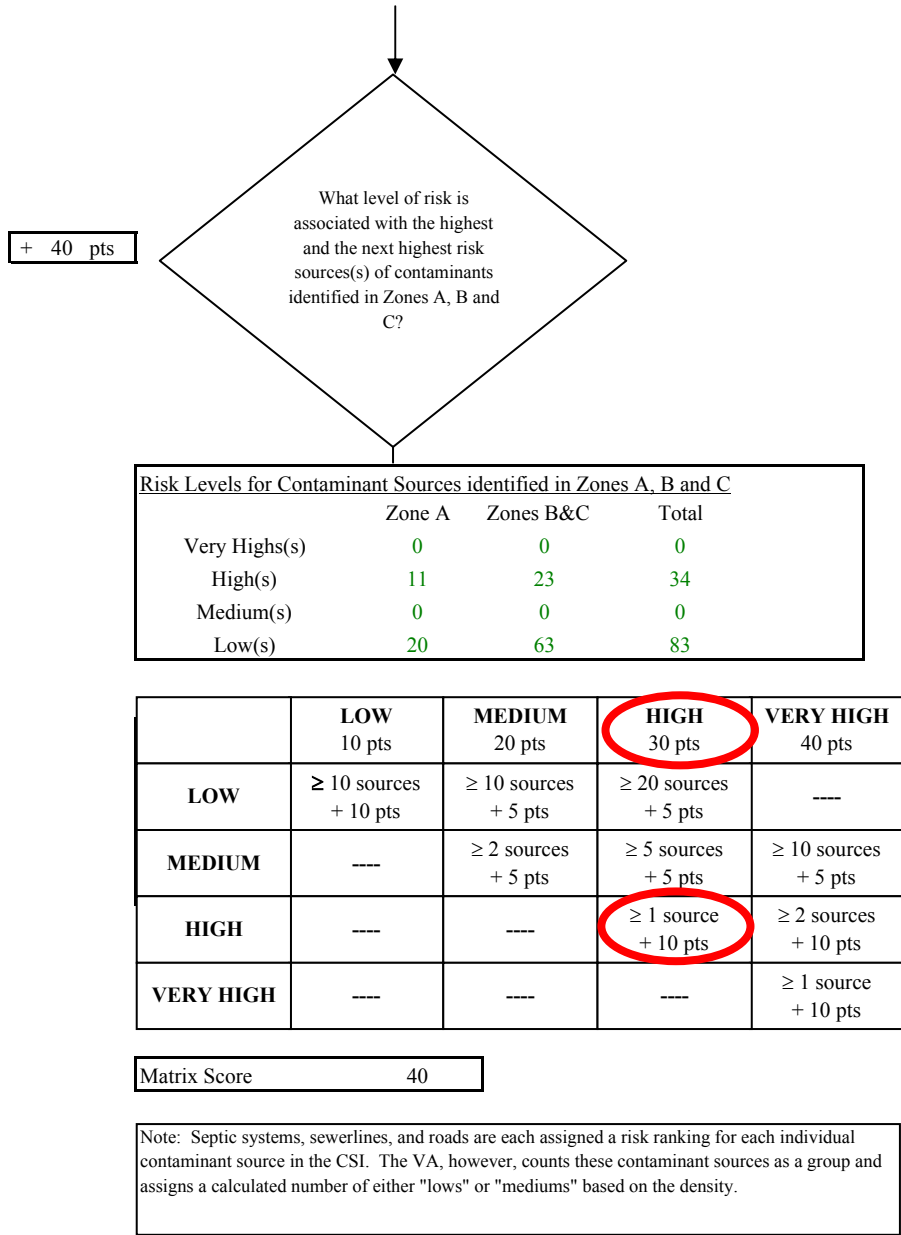 What level of risk is
associated with the highest
and the next highest risk
sources(s) of contaminants
identified in Zones A, B and
C?
+ 40 pts
Risk Levels for Contaminant Sources identified in Zones A, B and C
Zone A Zones B&C Total
Very Highs(s) 0 0 0
High(s) 11 23 34
Medium(s) 0 0 0
Low(s) 20 63 83
LOW MEDIUM HIGH VERY HIGH
10 pts 20 pts 30 pts 40 pts
LOW ≥ 10 sources ≥ 10 sources ≥ 20 sources ----
+ 10 pts + 5 pts + 5 pts
MEDIUM ---- ≥ 2 sources ≥ 5 sources ≥ 10 sources
+ 5 pts + 5 pts + 5 pts
HIGH ---- ---- ≥ 1 source ≥ 2 sources
+ 10 pts + 10 pts
VERY HIGH ---- ---- ---- ≥ 1 source
+ 10 pts
Matrix Score 40
Note: Septic systems, sewerlines, and roads are each assigned a risk ranking for each individual
contaminant source in the CSI. The VA, however, counts these contaminant sources as a group and
assigns a calculated number of either "lows" or "mediums" based on the density.